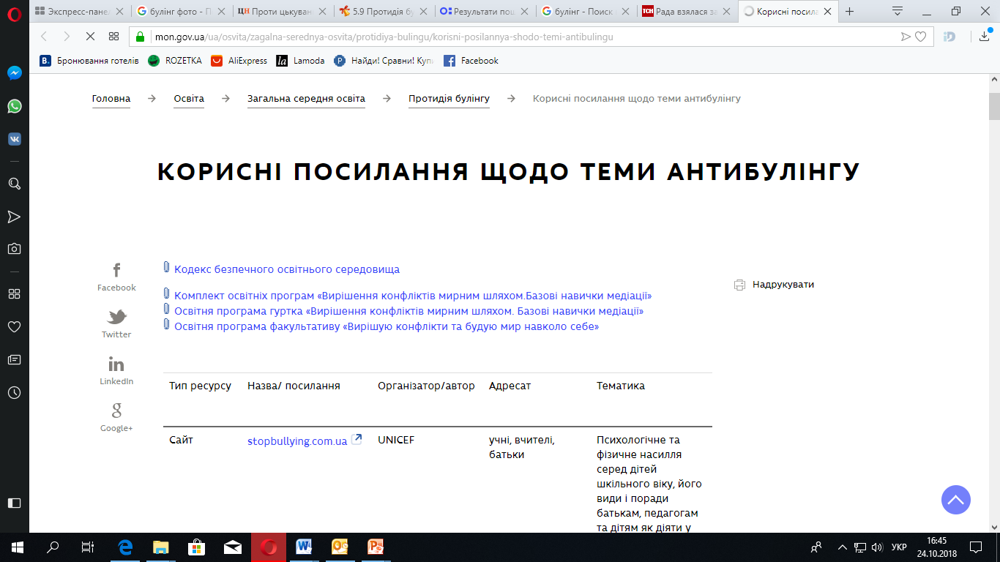 Экспресс-пане
булінг фото - П
Проти цькуван
5.9 Протидія бу
Результати пош
булінг - Поиск
Рада взялася за
Корисні посила
mon.gov.ua/ua/osvita/zagalna-serednya-osvita/protidiya-bulingu/korisni-posilannya-shodo-temi-antibulingu
Бронювання готелів
ROZETKA
AliExpress
Lamoda
Найди! Сравни! Купи
Facebook
Головна → Освіта → Загальна середня освіта → Протидія булінгу → Корисні посилання щодо теми антибулінгу
КОРИСНІ ПОСИЛАННЯ ЩОДО ТЕМИ АНТИБУЛІНГУ
Facebook
Twitter
LinkedIn
Google+
Кодекс безпечного освітнього середовища
Комплект освітніх програм «Вирішення конфліктів мирним шляхом.Базові навички медіації»
Освітня програма гуртка «Вирішення конфліктів мирним шляхом. Базові навички медіації»
Освітня програма факультативу «Вирішую конфлікти та будую мир навколо себе»
Надрукувати
Тип ресурсу Назва/ посилання Організатор/автор Адресат Тематика
Сайт
stopbullying.com.ua
UNICEF
учні, вчителі,
батьки
Психологічне та
фізичне насилля
серед дітей
шкільного віку, його
види і поради
батькам, педагогам
та дітям як діяти у
УКР
16:45
24.10.2018